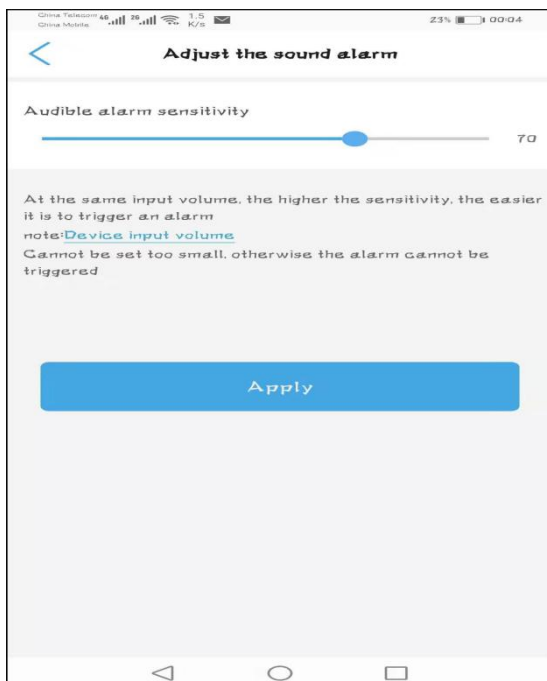 China Telecom 4G 2G 1.5 K/s 23% 00:04
China Mobile
Adjust the sound alarm
Audible alarm sensitivity
70
At the same input volume, the higher the sensitivity, the easier
it is to trigger an alarm
note:Device input volume
Cannot be set too small, otherwise the alarm cannot be
triggered
Apply